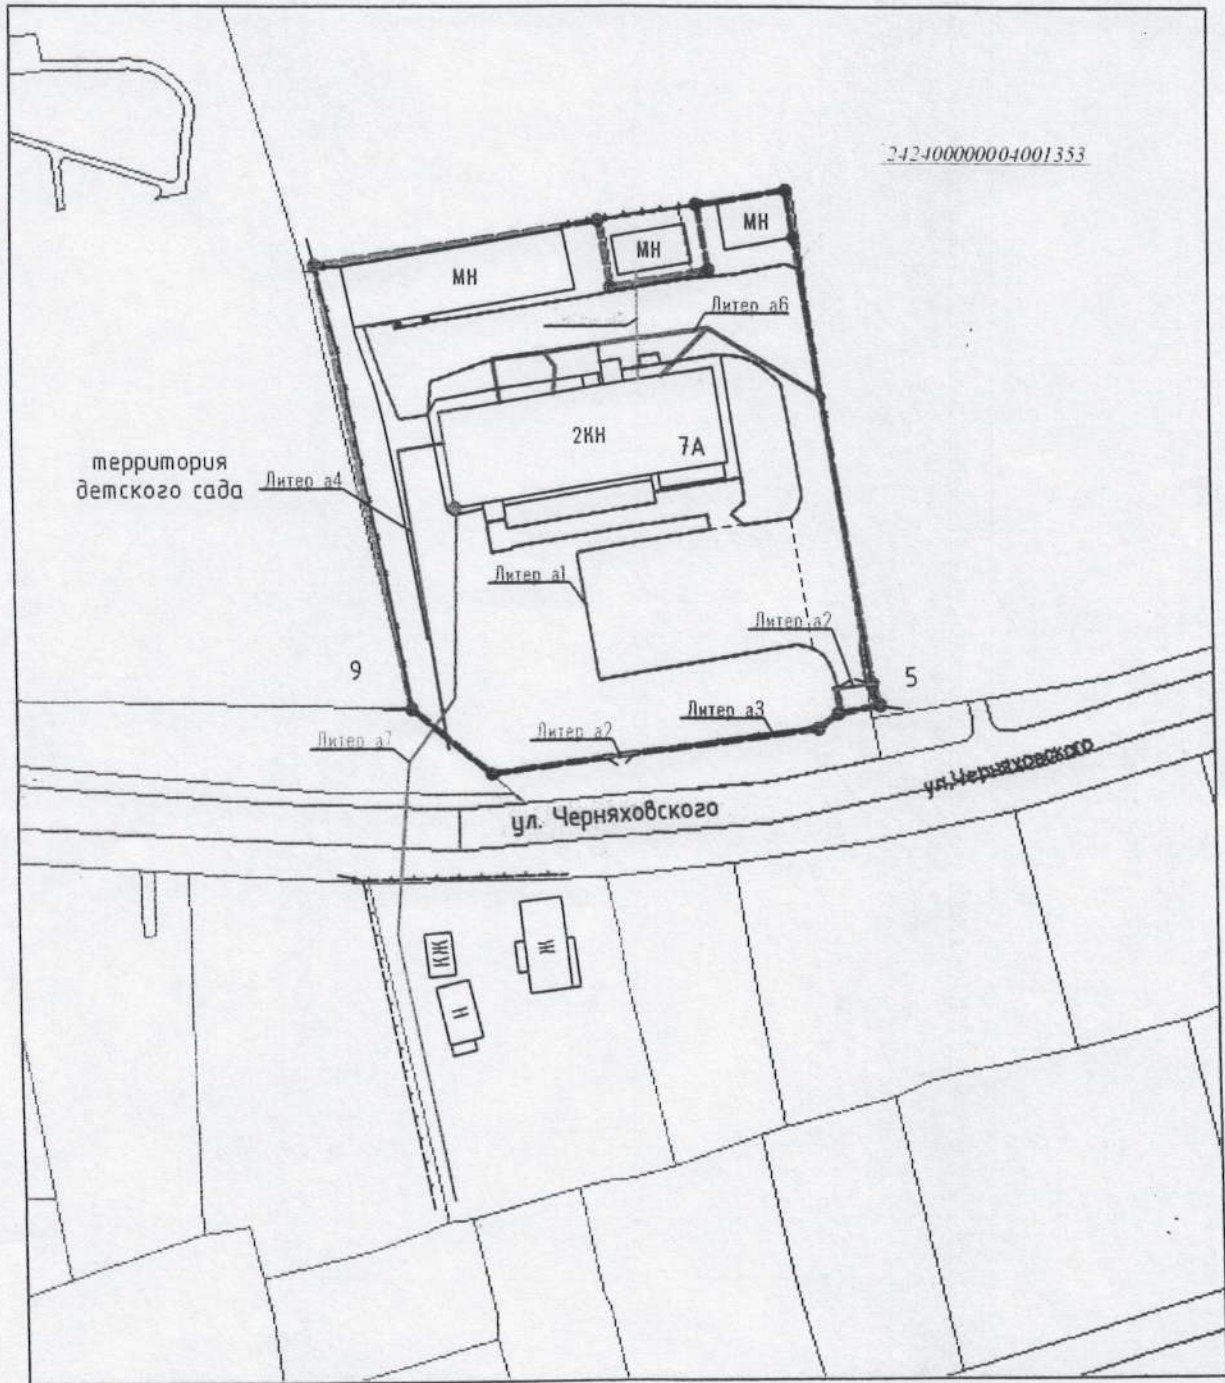 242400000004001353
МН
МН
МН
Литер а6
2КН
7А
территория
детского сада
Литер а4
Литер а1
Литер а2
9
5
Литер а3
Литер а2
Литер а7
ул. Черняховского
ул. Черняховского
КЖ
Ж
Н